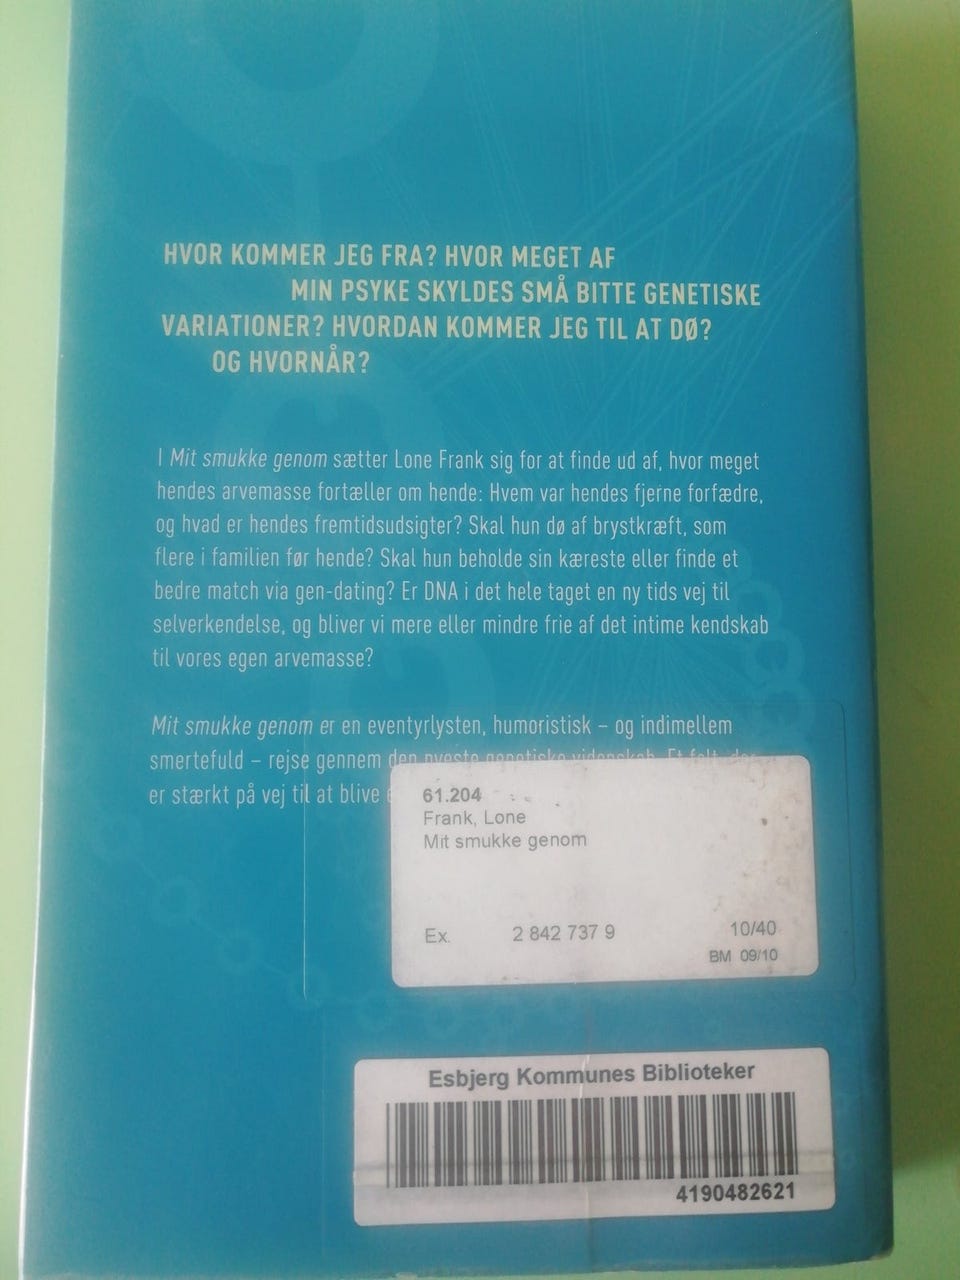 HVOR KOMMER JEG FRA? HVOR MEGET AF
MIN PSYKE SKYLDES SMÅ BITTE GENETISKE
VARIATIONER? HVORDAN KOMMER JEG TIL AT DØ?
OG HVORNÅR?
I Mit smukke genom sætter Lone Frank sig for at finde ud af, hvor meget
hendes arvemasse fortæller om hende: Hvem var hendes fjerne forfædre,
og hvad er hendes fremtidsudsigter? Skal hun dø af brystkræft, som
flere i familien før hende? Skal hun beholde sin kæreste eller finde et
bedre match via gen-dating? Er DNA i det hele taget en ny tids vej til
selverkendelse, og bliver vi mere eller mindre frie af det intime kendskab
til vores egen arvemasse?
Mit smukke genom er en eventyrlysten, humoristisk – og indimellem
smertefuld – rejse gennem den nyeste genetiske videnskab. Et felt, der
er stærkt på vej til at blive
61.204
Frank, Lone
Mit smukke genom
Ex. 2 842 737 9 10/40
BM 09/10
Esbjerg Kommunes Biblioteker
4190482621